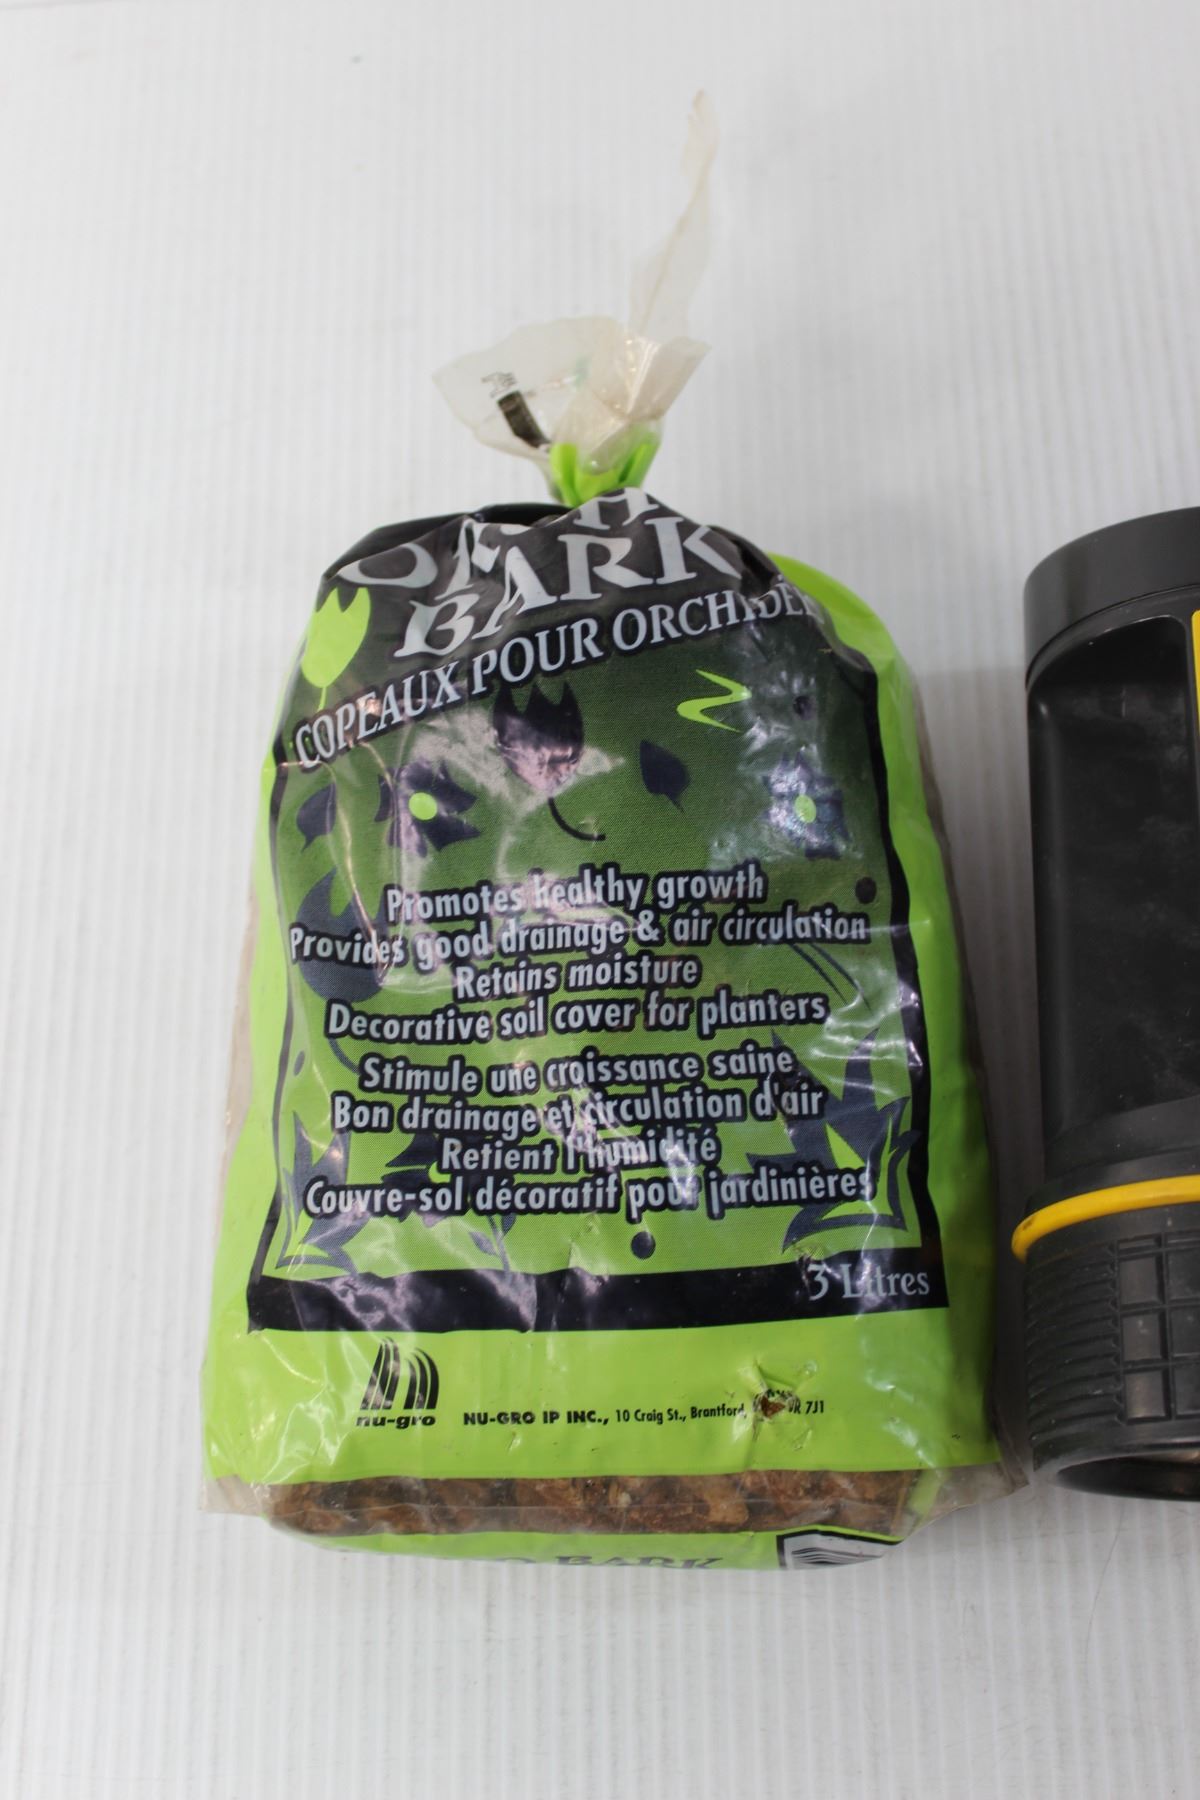 BARK
COPEAUX POUR ORCHIDÉE
Promotes healthy growth
Provides good drainage & air circulation
Retains moisture
Decorative soil cover for planters
Stimule une croissance saine
Bon drainage et circulation d'air
Retient l'humidité
Couvre-sol décoratif pour jardinières
3 Litres
nu-gro
NU-GRO IP INC., 10 Craig St., Brantford, 7J1
BARK